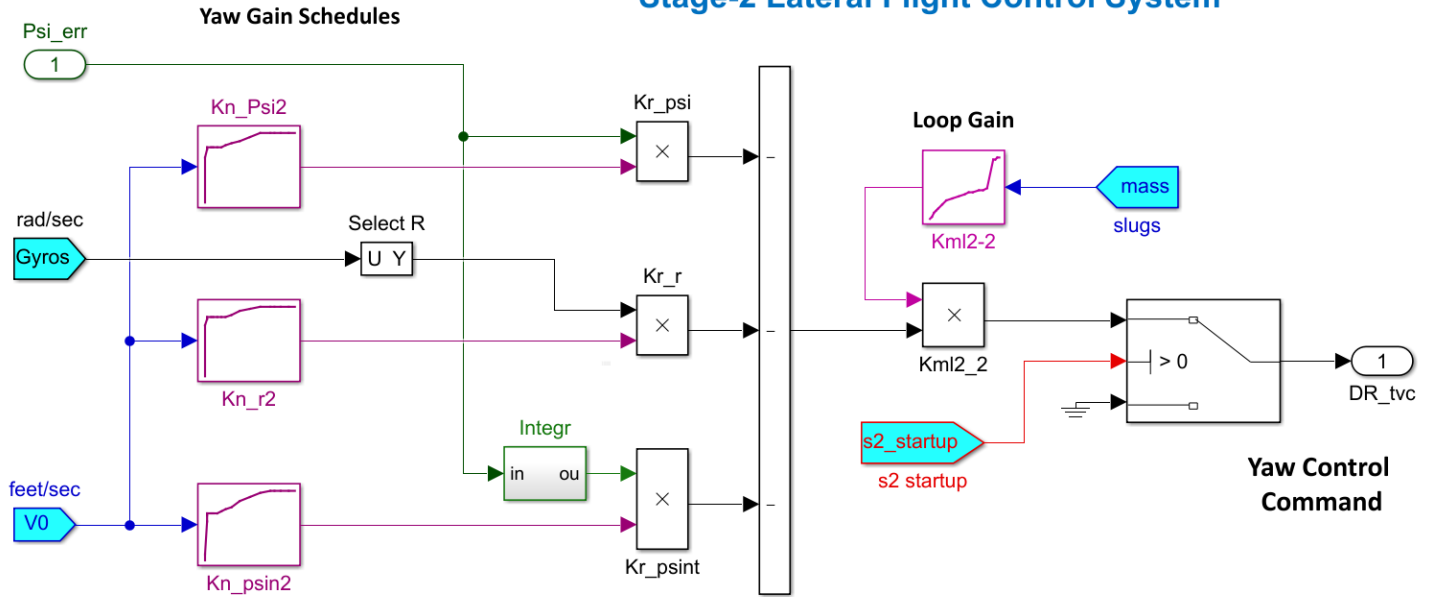 Stage-2 Lateral Flight Control System
Yaw Gain Schedules
Psi_err
1
Kn_Psi2
Kr_psi
×
−
Loop Gain
mass
slugs
Kml2-2
rad/sec
Gyros
Select R
U Y
Kr_r
×
−
Kn_r2
×
Kml2_2
> 0
1
DR_tvc
s2_startup
s2 startup
Yaw Control
Command
Integr
in ou
×
−
Kr_psint
feet/sec
V0
Kn_psin2